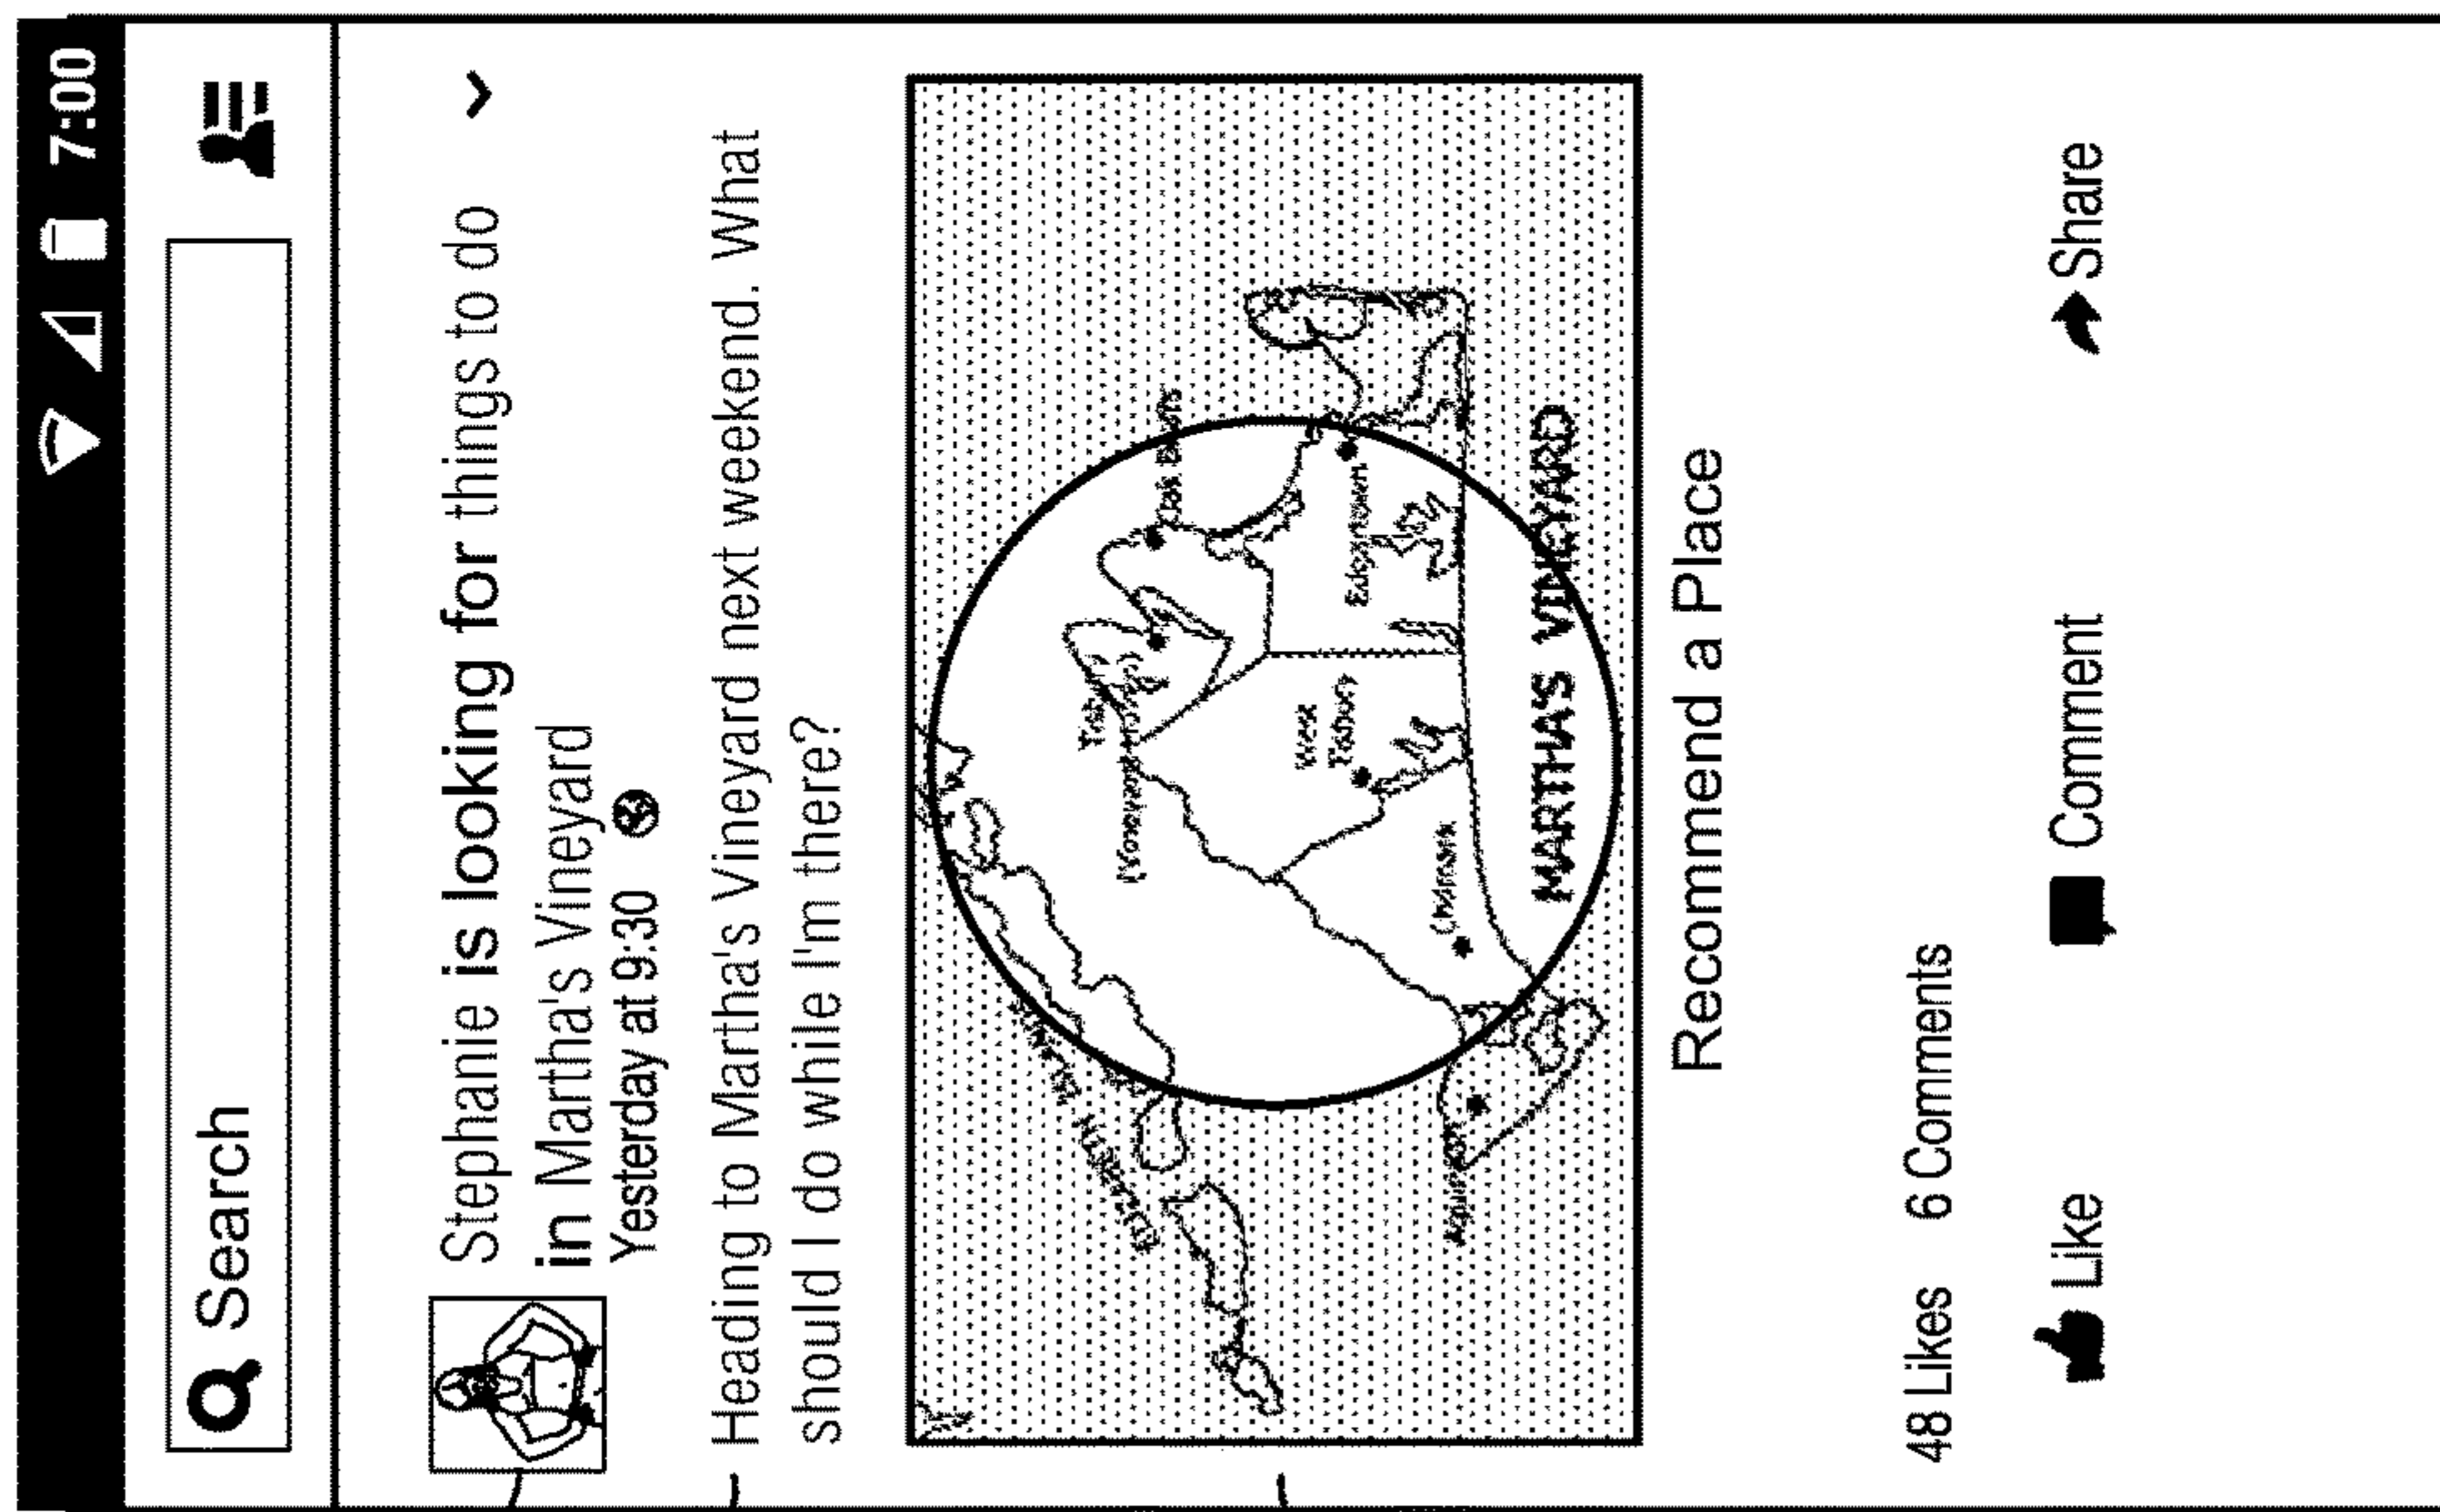 7:00
Search
Stephanie is looking for things to do
in Martha's Vineyard
Yesterday at 9:30
Heading to Martha's Vineyard next weekend. What
should I do while I'm there?
Oak Bluffs
Edgartown
West
Tisbury
Chilmark
MARTHA'S VINEYARD
Recommend a Place
48 Likes 6 Comments
Like Comment Share